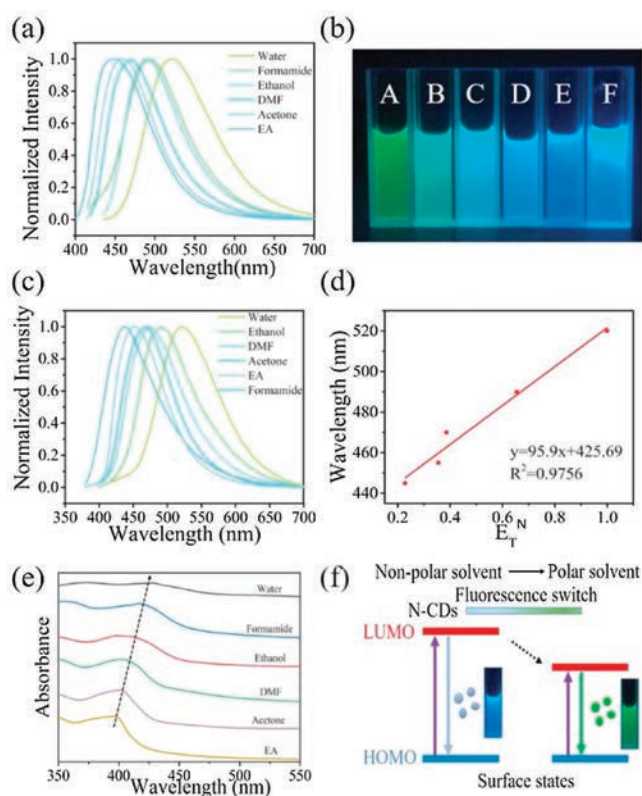 (a)
Normalized Intensity
1.0
0.8
0.6
0.4
0.2
0.0
Water
Formamide
Ethanol
DMF
Acetone
EA
400 450 500 550 600 650 700
Wavelength(nm)
(b)
A B C D E F
(c)
Normalized Intensity
1.0
0.8
0.6
0.4
0.2
0.0
Water
Ethanol
DMF
Acetone
EA
Formamide
350 400 450 500 550 600 650 700
Wavelength(nm)
(d)
Wavelength (nm)
520
500
480
460
440
y=95.9x+425.69
R²=0.9756
0.2 0.4 0.6 0.8 1.0
E_T^N
(e)
Absorbance
Water
Formamide
Ethanol
DMF
Acetone
EA
350 400 450 500 550
Wavelength (nm)
(f)
Non-polar solvent → Polar solvent
Fluorescence switch
N-CDs
LUMO
HOMO
Surface states